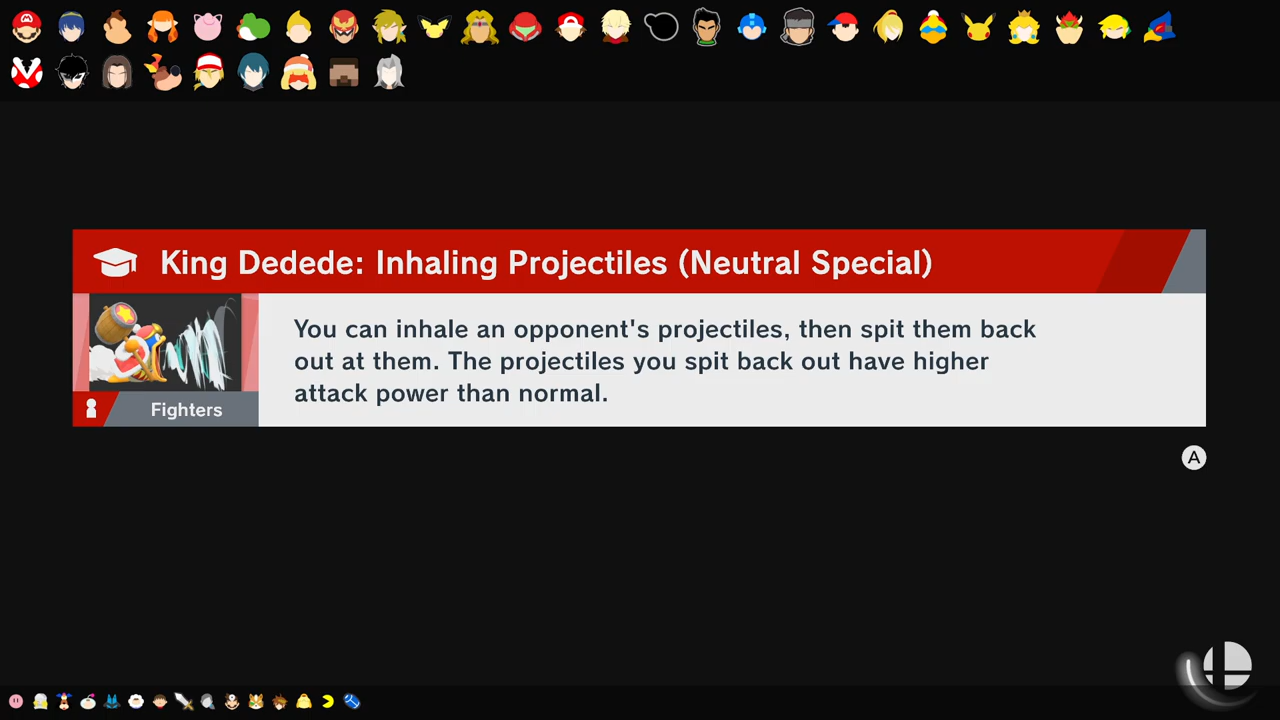 King Dedede: Inhaling Projectiles (Neutral Special)
You can inhale an opponent's projectiles, then spit them back
out at them. The projectiles you spit back out have higher
attack power than normal.
Fighters
A